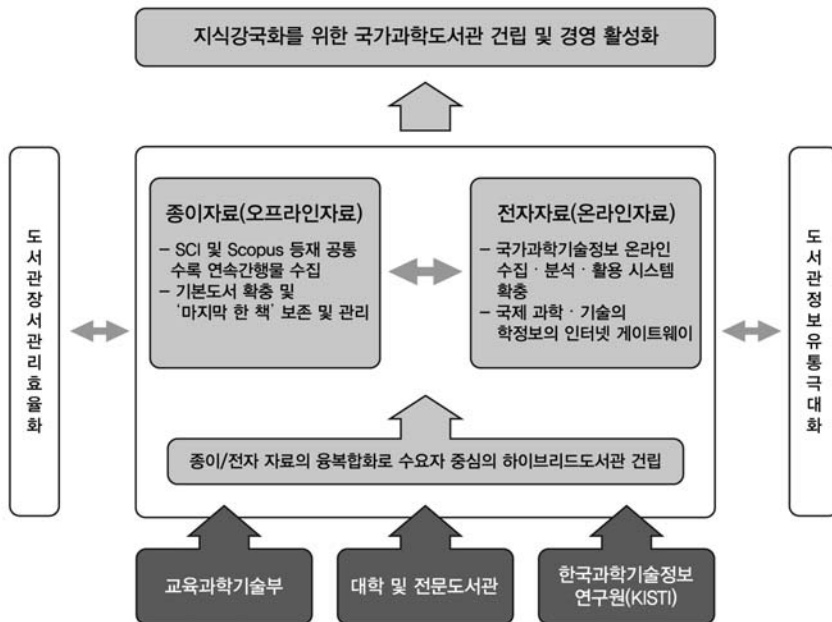 지식강국화를 위한 국가과학도서관 건립 및 경영 활성화
도서관장서관리효율화
종이자료(오프라인자료)
– SCI 및 Scopus 등재 공통
수록 연속간행물 수집
– 기본도서 확충 및
‘마지막 한 책’ 보존 및 관리
전자자료(온라인자료)
– 국가과학기술정보 온라인
수집 · 분석 · 활용 시스템
확충
– 국제 과학 · 기술의
학정보의 인터넷 게이트웨이
도서관정보유통극대화
종이/전자 자료의 융복합화로 수요자 중심의 하이브리드도서관 건립
교육과학기술부
대학 및 전문도서관
한국과학기술정보
연구원(KISTI)